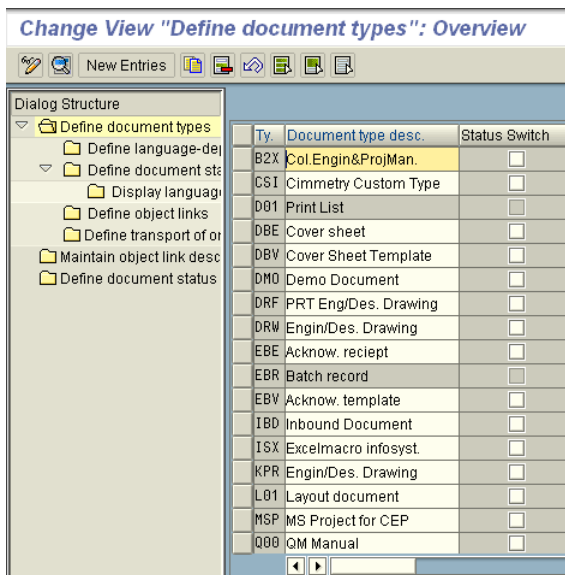 Change View "Define document types": Overview
New Entries
Dialog Structure
Define document types
Define language-de
Define document sta
Display languag
Define object links
Define transport of or
Maintain object link desc
Define document status
Ty. Document type desc. Status Switch
B2X Col.Engin&ProjMan.
CSI Cimmetry Custom Type
D01 Print List
DBE Cover sheet
DBV Cover Sheet Template
DMO Demo Document
DRF PRT Eng/Des. Drawing
DRW Engin/Des. Drawing
EBE Acknow. reciept
EBR Batch record
EBV Acknow. template
IBD Inbound Document
ISX Excelmacro infosyst.
KPR Engin/Des. Drawing
L01 Layout document
MSP MS Project for CEP
Q00 QM Manual